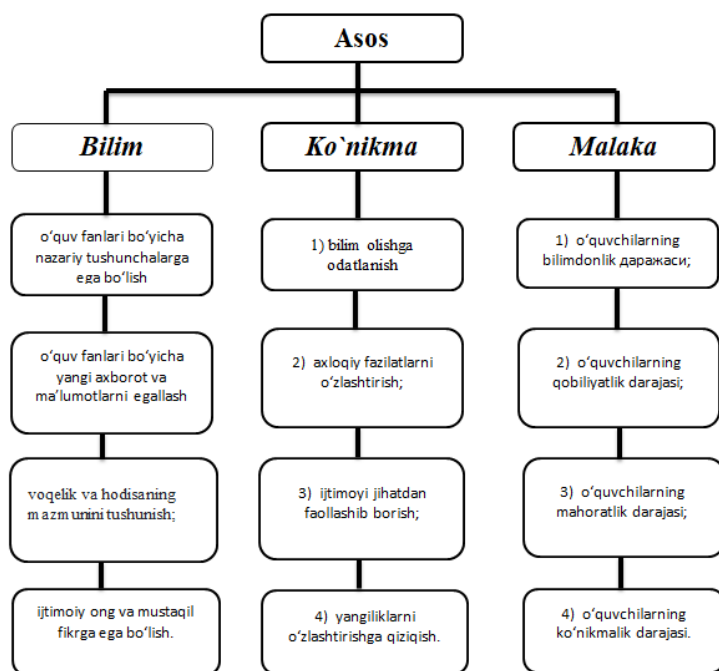 Asos
Bilim
Ko`nikma
Malaka
o‘quv fanlari bo‘yicha
nazariy tushunchalarga
ega bo‘lish
1) bilim olishga
odatlanish
1) o‘quvchilarning
bilimdonlik даражаси;
o‘quv fanlari bo‘yicha
yangi axborot va
ma’lumotlarni egallash
2) axloqiy fazilatlarni
o‘zlashtirish;
2) o‘quvchilarning
qobiliyatlik darajasi;
voqelik va hodisaning
mazmunini tushunish;
3) ijtimoyi jihatdan
faollashib borish;
3) o‘quvchilarning
mahoratlik darajasi;
ijtimoiy ong va mustaqil
fikrga ega bo‘lish.
4) yangiliklarni
o‘zlashtirishga qiziqish.
4) o‘quvchilarning
ko‘nikmalik darajasi.